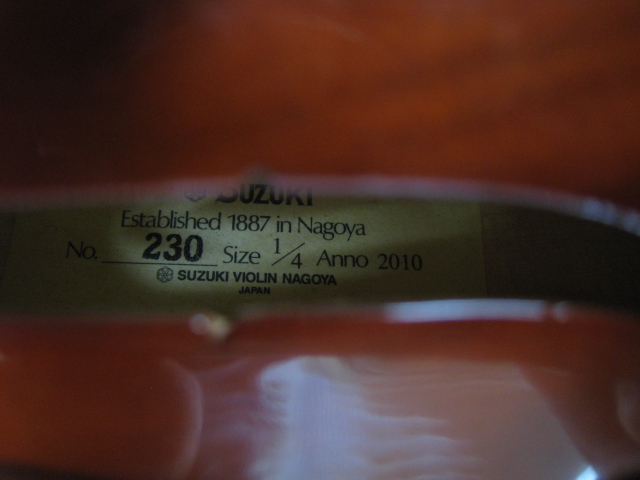 SUZUKI
Established 1887 in Nagoya
No. 230 Size 1/4 Anno 2010
SUZUKI VIOLIN NAGOYA
JAPAN